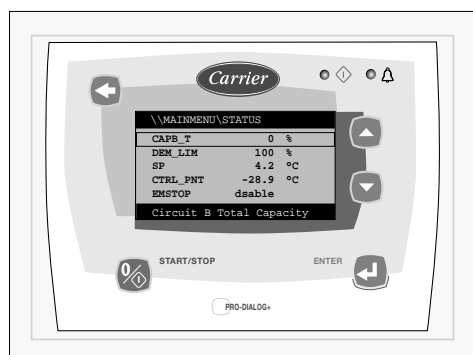 Carrier
\\MAINMENU\STATUS
CAPB_T 0 %
DEM_LIM 100 %
SP 4.2 °C
CTRL_PNT -28.9 °C
EMSTOP dsable
Circuit B Total Capacity
START/STOP
ENTER
PRO-DIALOG+